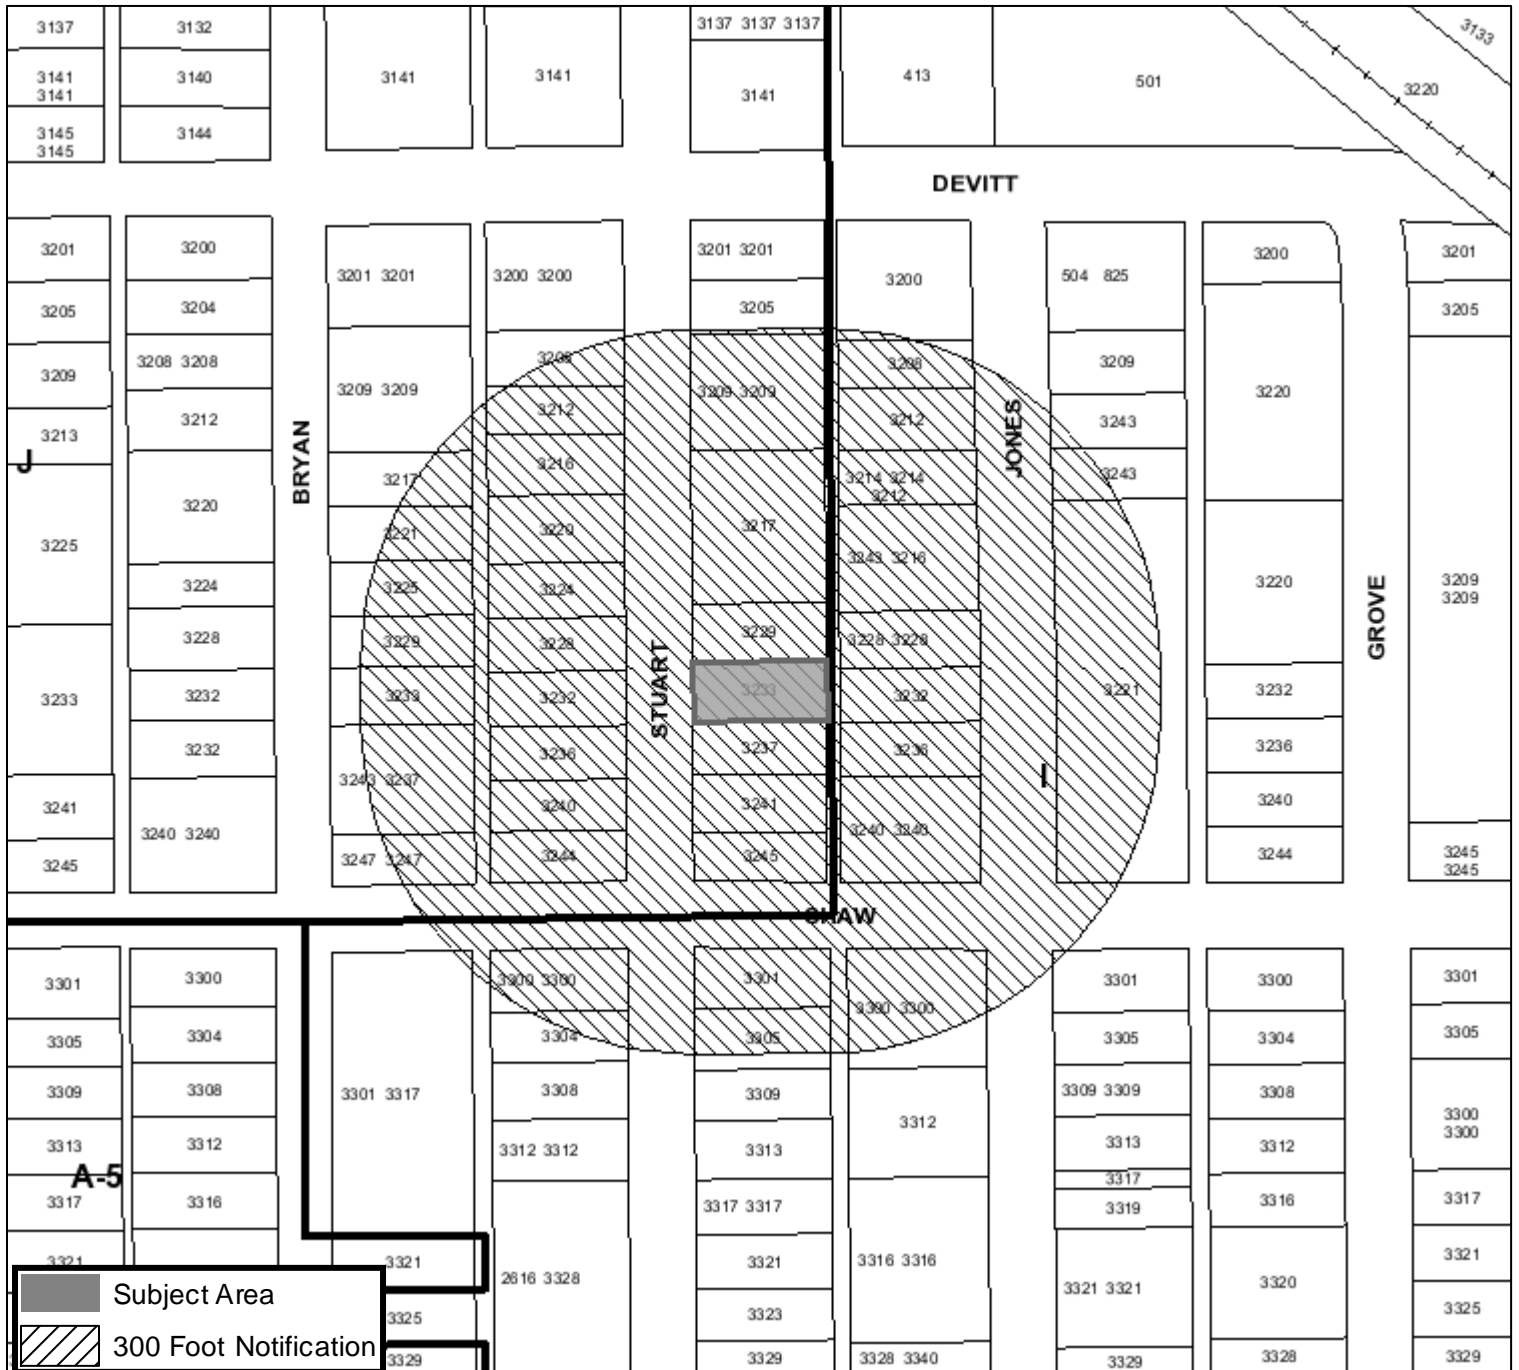 3137 3132 3137 3137 3137 3133
3141 3140 3141 3141 413 501 3220
3141 3141
3145 3144
3145
DEVITT
3201 3200 3201 3201 3200 3200 3201 3201 3200 504 825 3200 3201
3205 3204 3205 3205
3209 3208 3208 3209 3209 3208 3209 3209 3208 3209 3220
3213 3212 3212 3212 3243
J BRYAN JONES
3217 3216 3214 3214 3243
3212
3225 3220 3221 3220 3217 3243 3216
3224 3225 3224 3220 3209
3209
3228 3229 3228 3229 3228 3228 GROVE
3233 3232 3233 3232 STUART 3233 3232 3221 3232
3232 3236 3237 3236 3236
I
3241 3240 3240 3243 3237 3240 3241 3240 3240 3240
3245 3247 3247 3244 3245 3244 3245
3245
SHAW
3301 3300 3300 3300 3301 3390 3300 3301 3300 3301
3305 3304 3304 3305 3305 3304 3305
3309 3308 3301 3317 3308 3309 3309 3309 3308 3300
3300
3313 3312 3312 3312 3313 3312 3313 3312
A-5 3317
3317 3316 3317 3317 3319 3316 3317
3321 3321 2616 3328 3321 3316 3316 3321 3321 3320 3321
Subject Area
3325 3323 3325
300 Foot Notification
3329 3329 3328 3340 3329 3328 3329